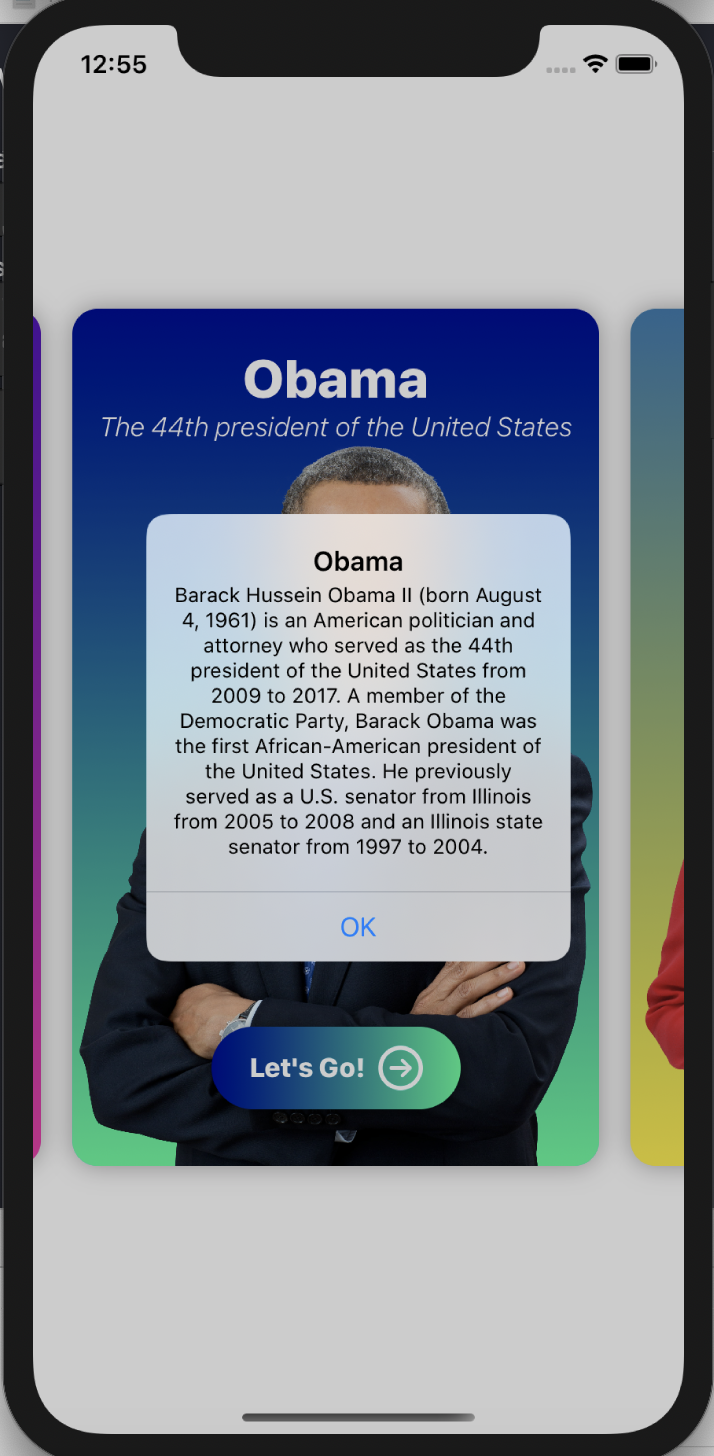 12:55
Obama
The 44th president of the United States
Obama
Barack Hussein Obama II (born August
4, 1961) is an American politician and
attorney who served as the 44th
president of the United States from
2009 to 2017. A member of the
Democratic Party, Barack Obama was
the first African-American president of
the United States. He previously
served as a U.S. senator from Illinois
from 2005 to 2008 and an Illinois state
senator from 1997 to 2004.
OK
Let's Go!